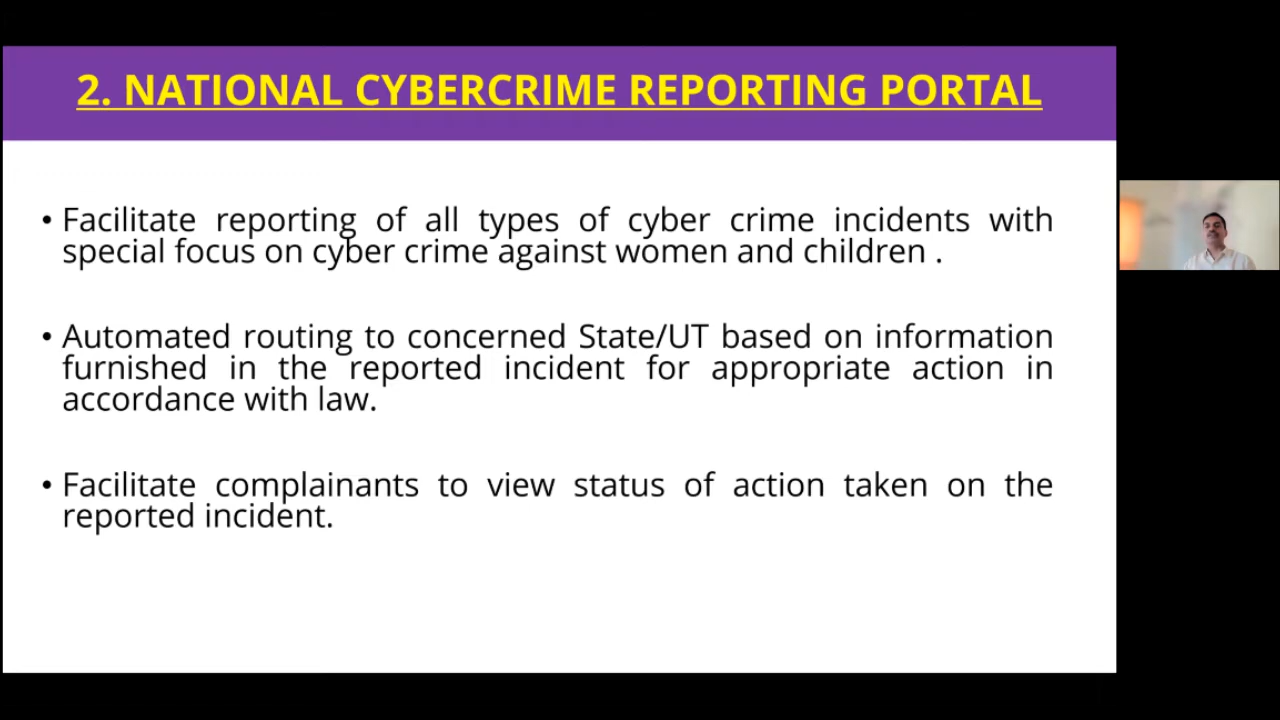 2. NATIONAL CYBERCRIME REPORTING PORTAL
• Facilitate reporting of all types of cyber crime incidents with
special focus on cyber crime against women and children .
• Automated routing to concerned State/UT based on information
furnished in the reported incident for appropriate action in
accordance with law.
• Facilitate complainants to view status of action taken on the
reported incident.